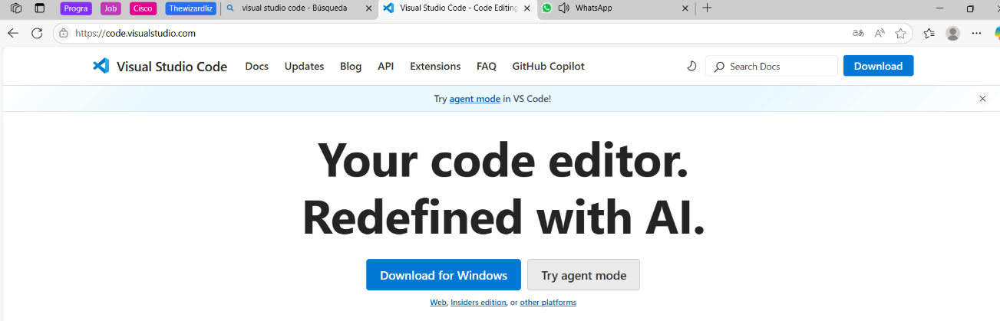 Progra Job Cisco Thewizardliz visual studio code - Búsqueda Visual Studio Code - Code Editing WhatsApp
https://code.visualstudio.com
Visual Studio Code Docs Updates Blog API Extensions FAQ GitHub Copilot Search Docs Download
Try agent mode in VS Code!
Your code editor.
Redefined with AI.
Download for Windows Try agent mode
Web, Insiders edition, or other platforms